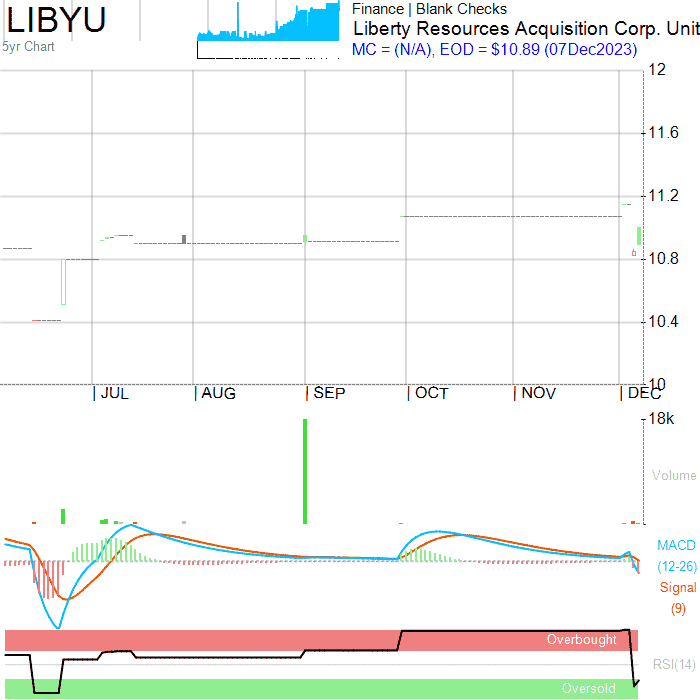 LIBYU
5yr Chart
Finance | Blank Checks
Liberty Resources Acquisition Corp. Unit
MC = (N/A), EOD = $10.89 (07Dec2023)
12
11.6
11.2
10.8
10.4
10
JUL AUG SEP OCT NOV DEC
18k
Volume
MACD
(12-26)
Signal
(9)
Overbought
RSI(14)
Oversold